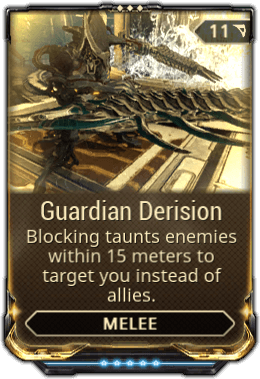 11
Guardian Derision
Blocking taunts enemies
within 15 meters to
target you instead of
allies.
MELEE